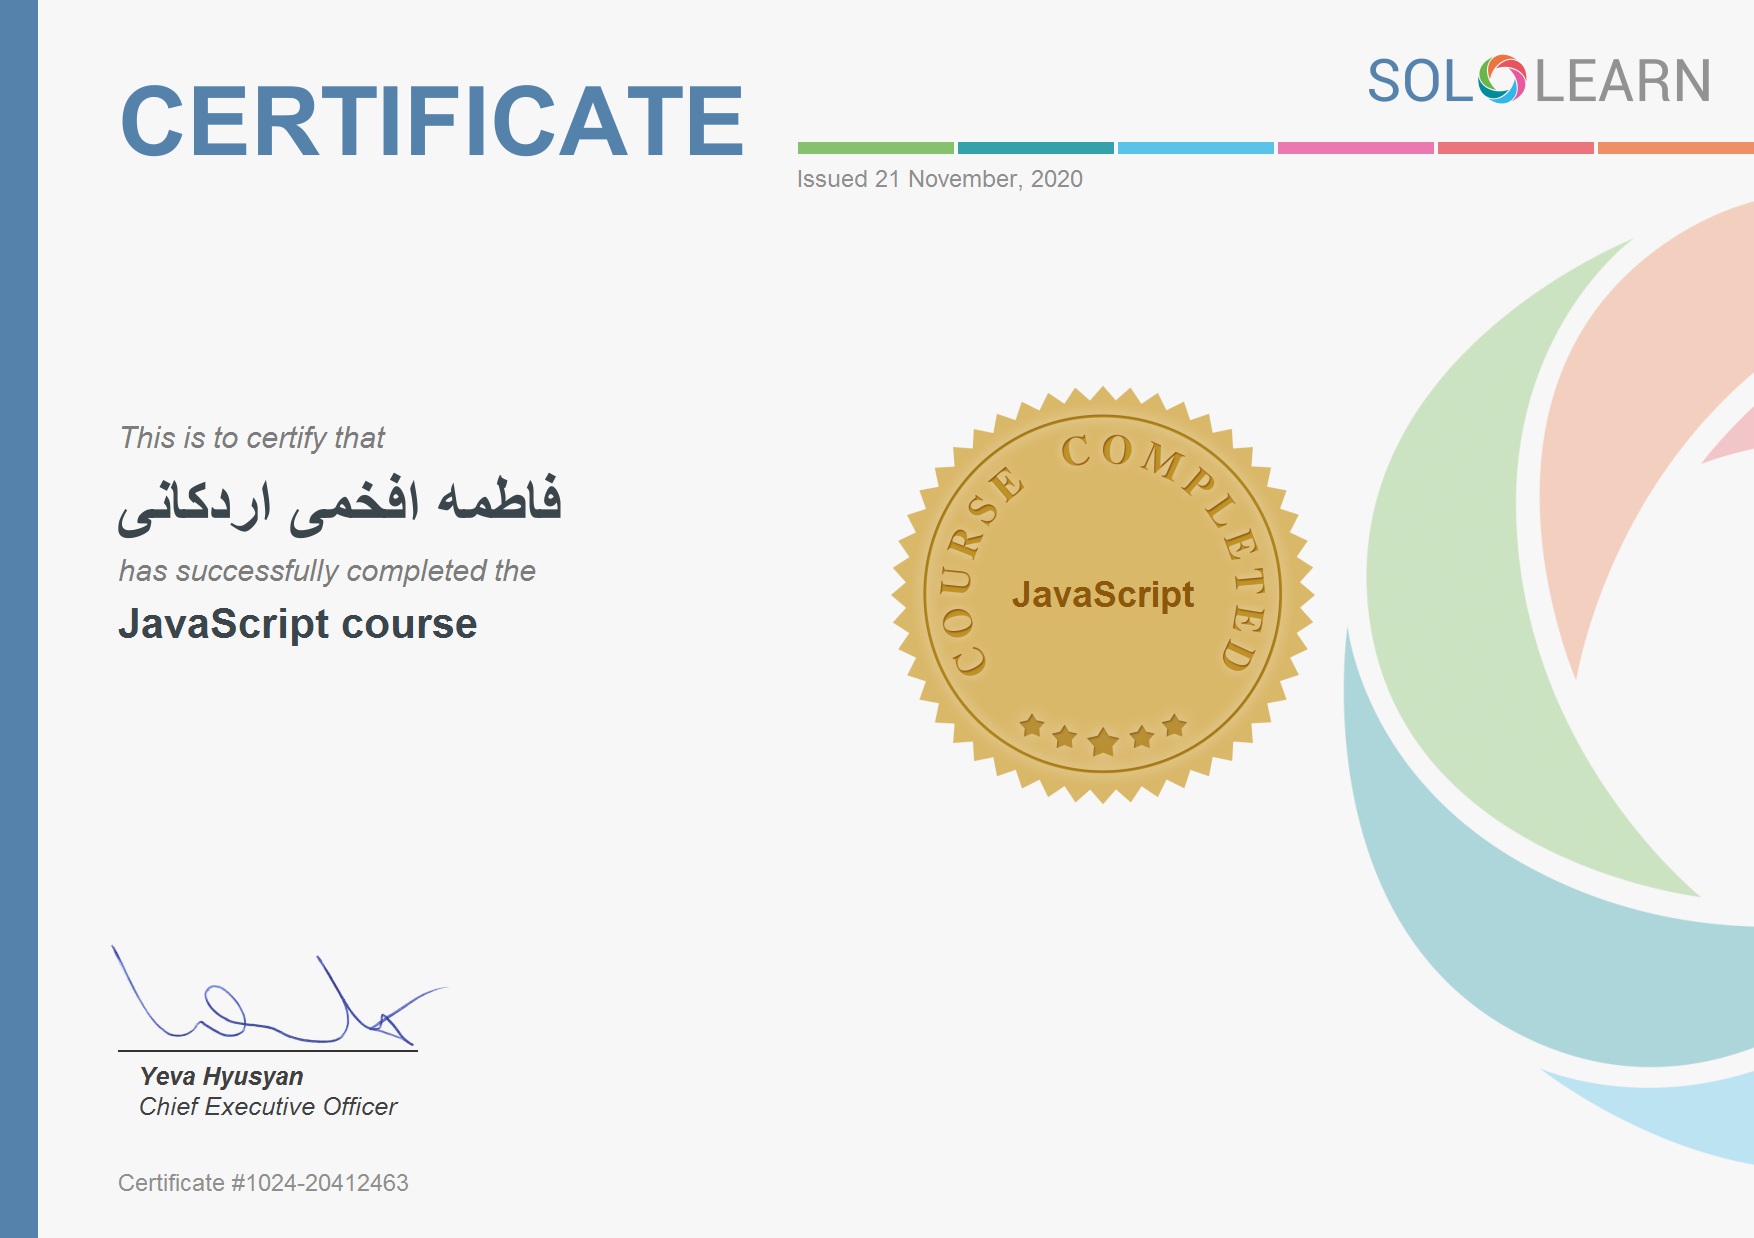 CERTIFICATE
SOLOLEARN
Issued 21 November, 2020
This is to certify that
فاطمه افخمی اردکانی
has successfully completed the
JavaScript course
COURSE COMPLETED
JavaScript
Yeva Hyusyan
Chief Executive Officer
Certificate #1024-20412463